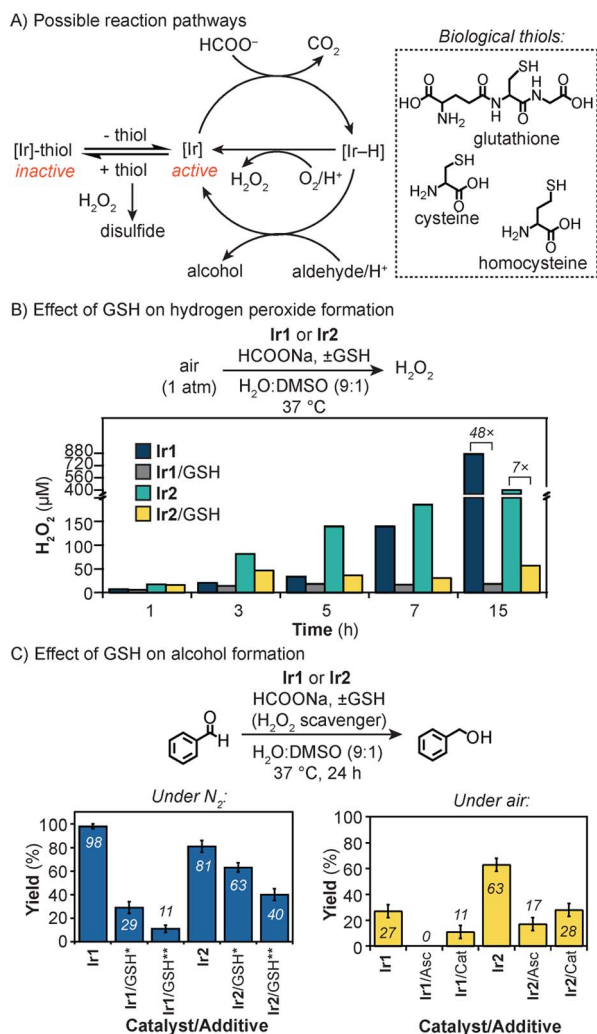 A) Possible reaction pathways
HCOO⁻
CO₂
Biological thiols:
[Ir]-thiol
inactive
- thiol
+ thiol
[Ir]
active
[Ir–H]
H₂O₂
O₂/H⁺
H₂O₂
disulfide
alcohol
aldehyde/H⁺
SH
O
O
H
N
HO
OH
N
H
NH₂
O
O
glutathione
SH
H₂N
OH
O
cysteine
SH
H₂N
OH
O
homocysteine
B) Effect of GSH on hydrogen peroxide formation
Ir1 or Ir2
HCOONa, ±GSH
air
(1 atm)
H₂O₂
H₂O:DMSO (9:1)
37 °C
H₂O₂ (μM)
880
720
560
400
150
100
50
0
Ir1
Ir1/GSH
Ir2
Ir2/GSH
48×
7×
1 3 5 7 15
Time (h)
C) Effect of GSH on alcohol formation
Ir1 or Ir2
HCOONa, ±GSH
(H₂O₂ scavenger)
O
H
OH
H₂O:DMSO (9:1)
37 °C, 24 h
Under N₂:
Yield (%)
100
80
60
40
20
0
98
29
11
81
63
40
Ir1
Ir1/GSH*
Ir1/GSH**
Ir2
Ir2/GSH*
Ir2/GSH**
Catalyst/Additive
Under air:
Yield (%)
100
80
60
40
20
0
27
0
11
63
17
28
Ir1
Ir1/Asc
Ir1/Cat
Ir2
Ir2/Asc
Ir2/Cat
Catalyst/Additive